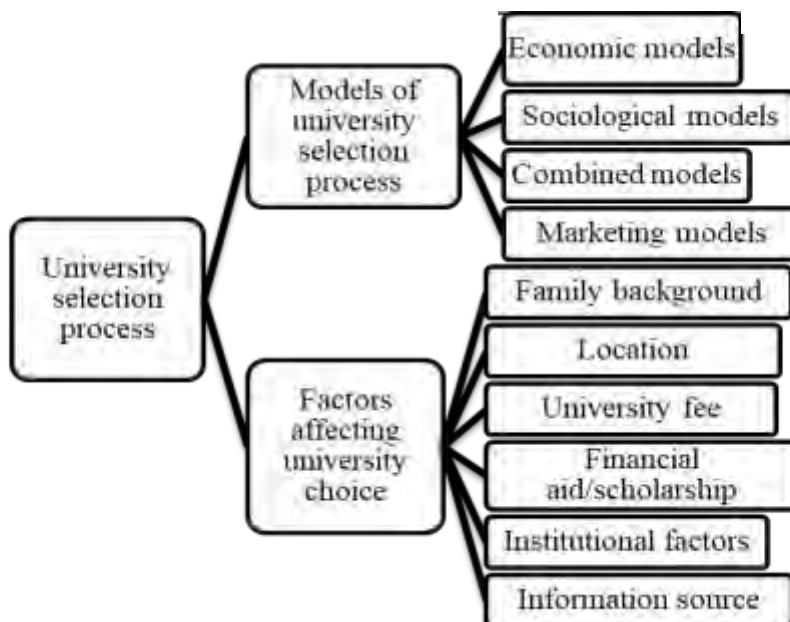 University
selection
process
Models of
university
selection
process
Economic models
Sociological models
Combined models
Marketing models
Factors
affecting
university
choice
Family background
Location
University fee
Financial
aid/scholarship
Institutional factors
Information source